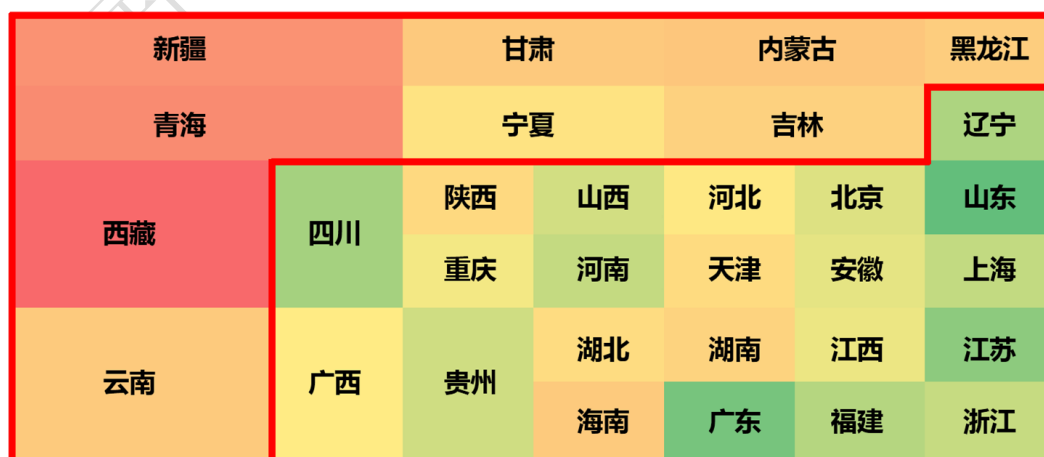 新疆 甘肃 内蒙古 黑龙江
青海 宁夏 吉林 辽宁
陕西 山西 河北 北京 山东
西藏 四川
重庆 河南 天津 安徽 上海
湖北 湖南 江西 江苏
云南 广西 贵州
海南 广东 福建 浙江